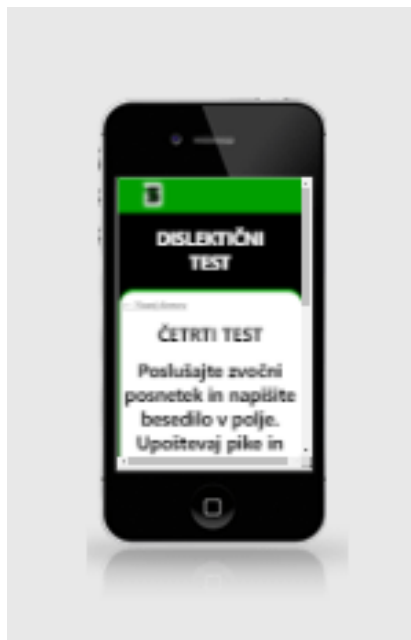 DISLEKTIČNI
TEST
ČETRTI TEST
Poslušajte zvočni
posnetek in napišite
besedilo v polje.
Upoštevaj pike in